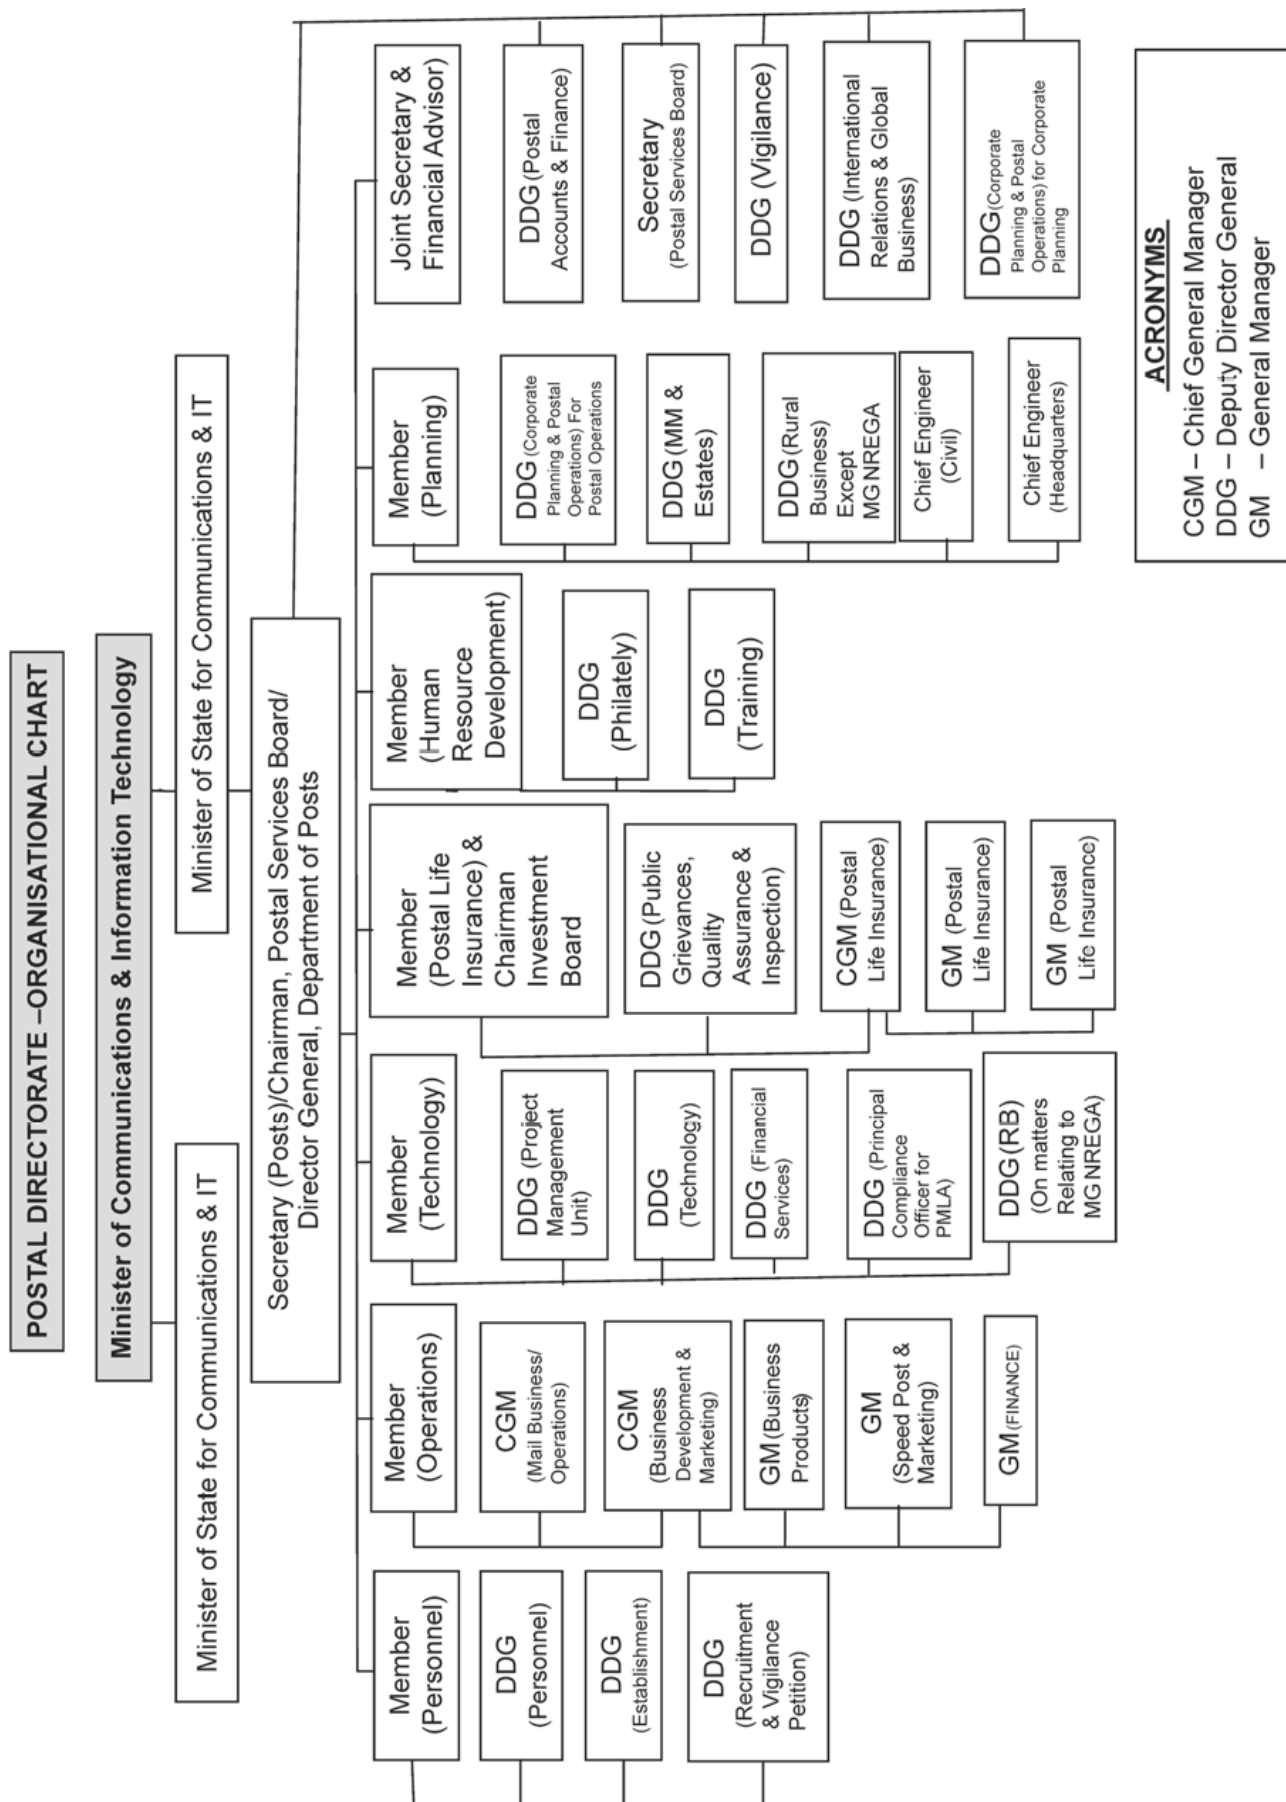 POSTAL DIRECTORATE –ORGANISATIONAL CHART
Minister of Communications & Information Technology
Minister of State for Communications & IT
Minister of State for Communications & IT
Secretary (Posts)/Chairman, Postal Services Board/
Director General, Department of Posts
Member
(Personnel)
DDG
(Personnel)
DDG
(Establishment)
DDG
(Recruitment
& Vigilance
Petition)
Member
(Operations)
CGM
(Mail Business/
Operations)
CGM
(Business
Development &
Marketing)
GM (Business
Products)
GM
(Speed Post &
Marketing)
GM (FINANCE)
Member
(Technology)
DDG (Project
Management
Unit)
DDG
(Technology)
DDG (Financial
Services)
DDG (Principal
Compliance
Officer for
PMLA)
DDG (RB)
(On matters
Relating to
MGNREGA)
Member
(Postal Life
Insurance) &
Chairman
Investment
Board
DDG (Public
Grievances,
Quality
Assurance &
Inspection)
CGM (Postal
Life Insurance)
GM (Postal
Life Insurance)
GM (Postal
Life Insurance)
Member
(Human
Resource
Development)
DDG
(Philately)
DDG
(Training)
Member
(Planning)
DDG (Corporate
Planning & Postal
Operations) For
Postal Operations
DDG (MM &
Estates)
DDG (Rural
Business)
Except
MGNREGA
Chief Engineer
(Civil)
Chief Engineer
(Headquarters)
Joint Secretary &
Financial Advisor)
DDG (Postal
Accounts & Finance)
Secretary
(Postal Services Board)
DDG (Vigilance)
DDG (International
Relations & Global
Business)
DDG (Corporate
Planning & Postal
Operations) for Corporate
Planning
ACRONYMS
CGM – Chief General Manager
DDG – Deputy Director General
GM – General Manager